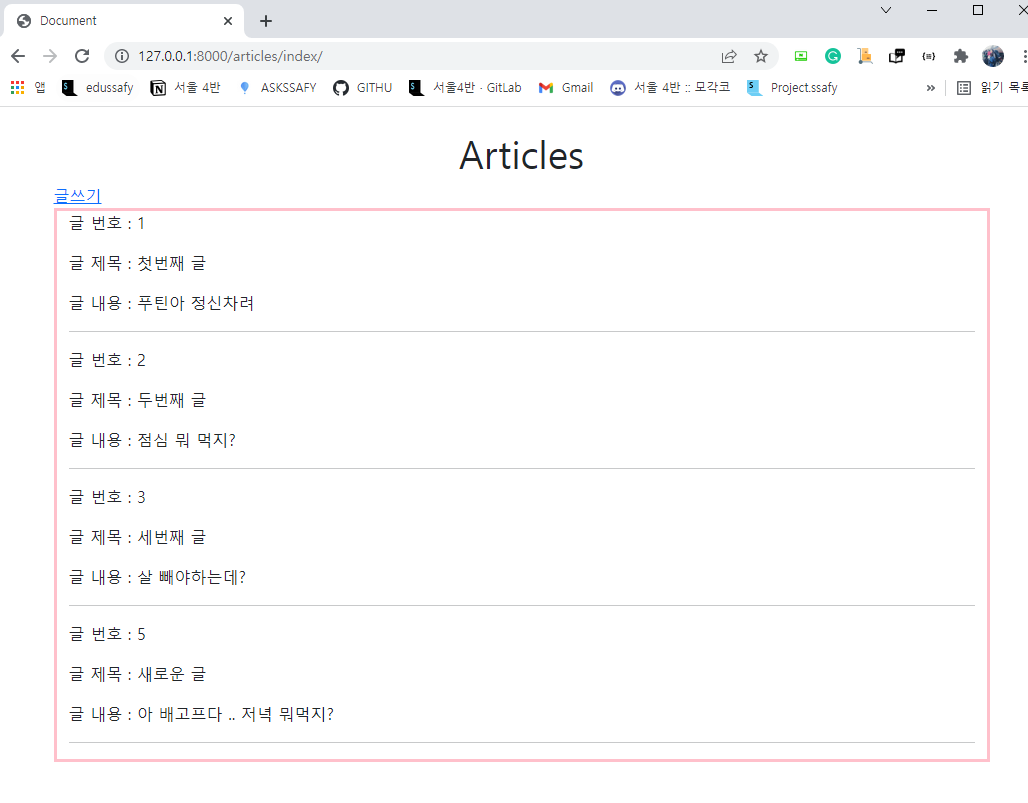 Document
127.0.0.1:8000/articles/index/
앱 edussafy 서울 4반 ASKSSAFY GITHU 서울4반 · GitLab Gmail 서울 4반 :: 모각코 Project.ssafy » 읽기 목록
Articles
글쓰기
글 번호 : 1
글 제목 : 첫번째 글
글 내용 : 푸틴아 정신차려
글 번호 : 2
글 제목 : 두번째 글
글 내용 : 점심 뭐 먹지?
글 번호 : 3
글 제목 : 세번째 글
글 내용 : 살 빼야하는데?
글 번호 : 5
글 제목 : 새로운 글
글 내용 : 아 배고프다 .. 저녁 뭐먹지?